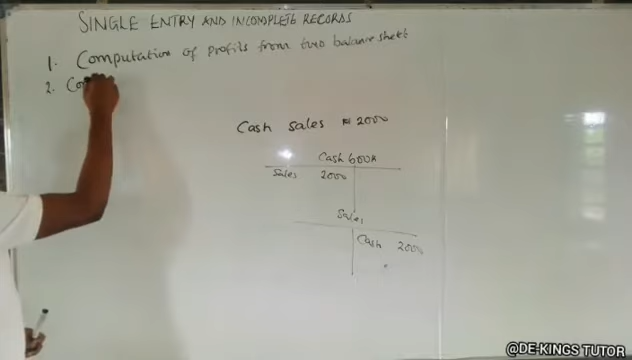 SINGLE ENTRY AND INCOMPLETE RECORDS
1. Computation of profits from two balance sheets
2. Co
Cash sales ₦ 2000
Cash book
Sales 2000
Sales
Cash 2000
@DE-KINGS TUTOR